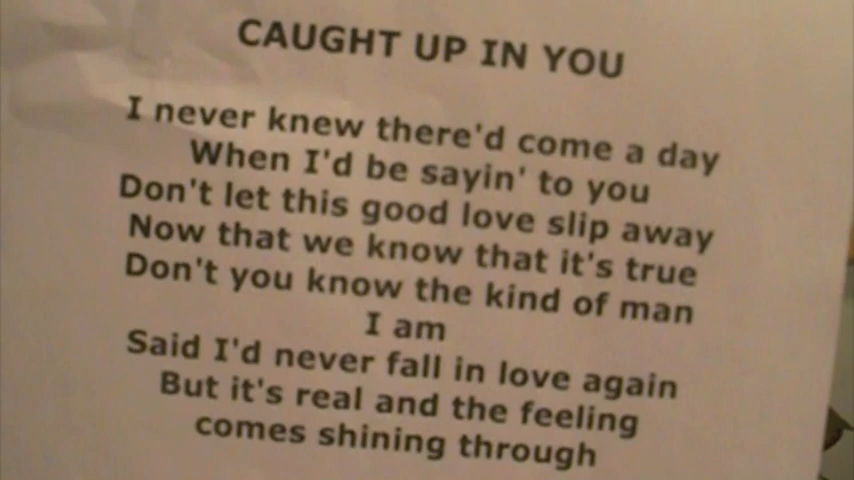 CAUGHT UP IN YOU
I never knew there'd come a day
When I'd be sayin' to you
Don't let this good love slip away
Now that we know that it's true
Don't you know the kind of man
I am
Said I'd never fall in love again
But it's real and the feeling
comes shining through